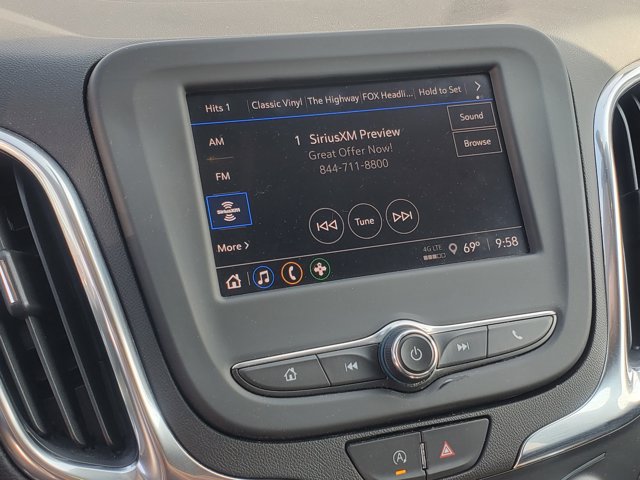 Hits 1 Classic Vinyl The Highway FOX Headli... Hold to Set
AM
1 SiriusXM Preview
Sound
Great Offer Now!
FM
844-711-8800
Browse
SiriusXM
Tune
More
4G LTE 69° 9:58
A